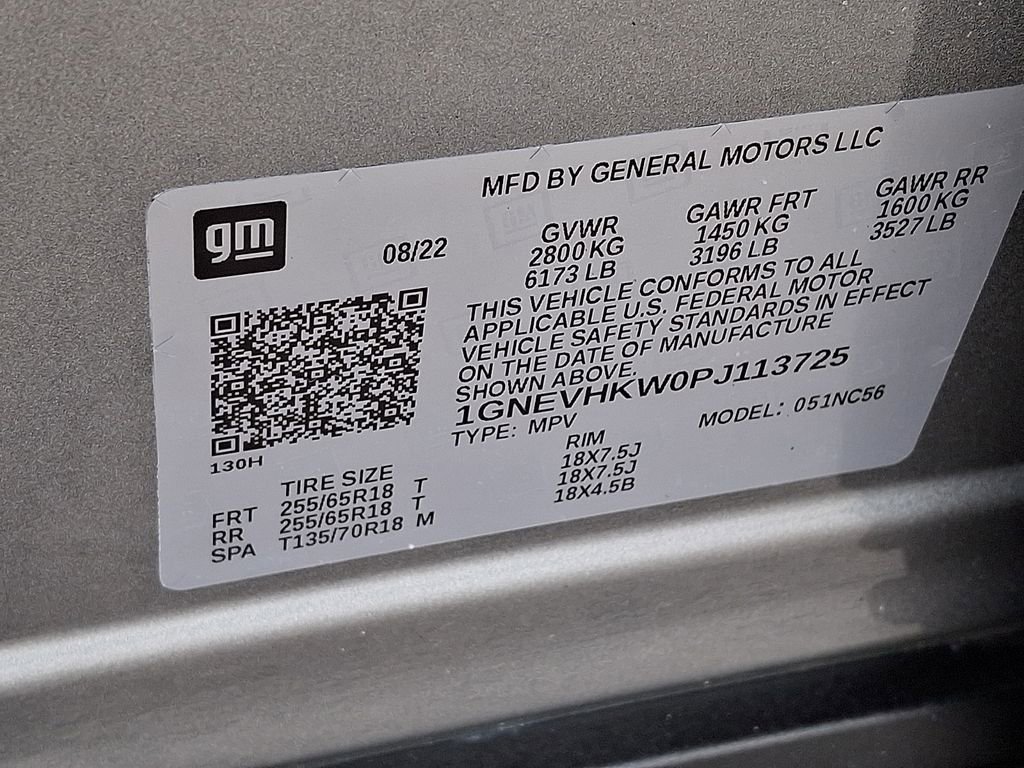 MFD BY GENERAL MOTORS LLC
gm
08/22
GVWR
2800 KG
6173 LB
GAWR FRT
1450 KG
3196 LB
GAWR RR
1600 KG
3527 LB
THIS VEHICLE CONFORMS TO ALL
APPLICABLE U.S. FEDERAL MOTOR
VEHICLE SAFETY STANDARDS IN EFFECT
ON THE DATE OF MANUFACTURE
SHOWN ABOVE.
1GNEVHKW0PJ113725
TYPE: MPV
MODEL: 051NC56
130H
TIRE SIZE RIM
FRT 255/65R18 T 18X7.5J
RR 255/65R18 T 18X7.5J
SPA T135/70R18 M 18X4.5B